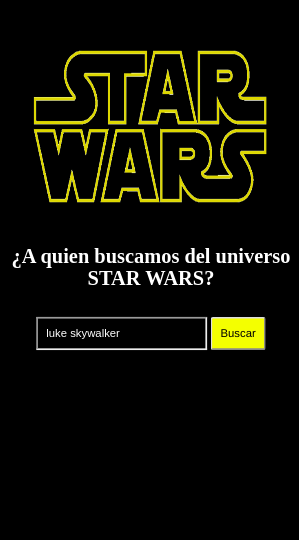 STAR
WARS
¿A quien buscamos del universo
STAR WARS?
luke skywalker
Buscar